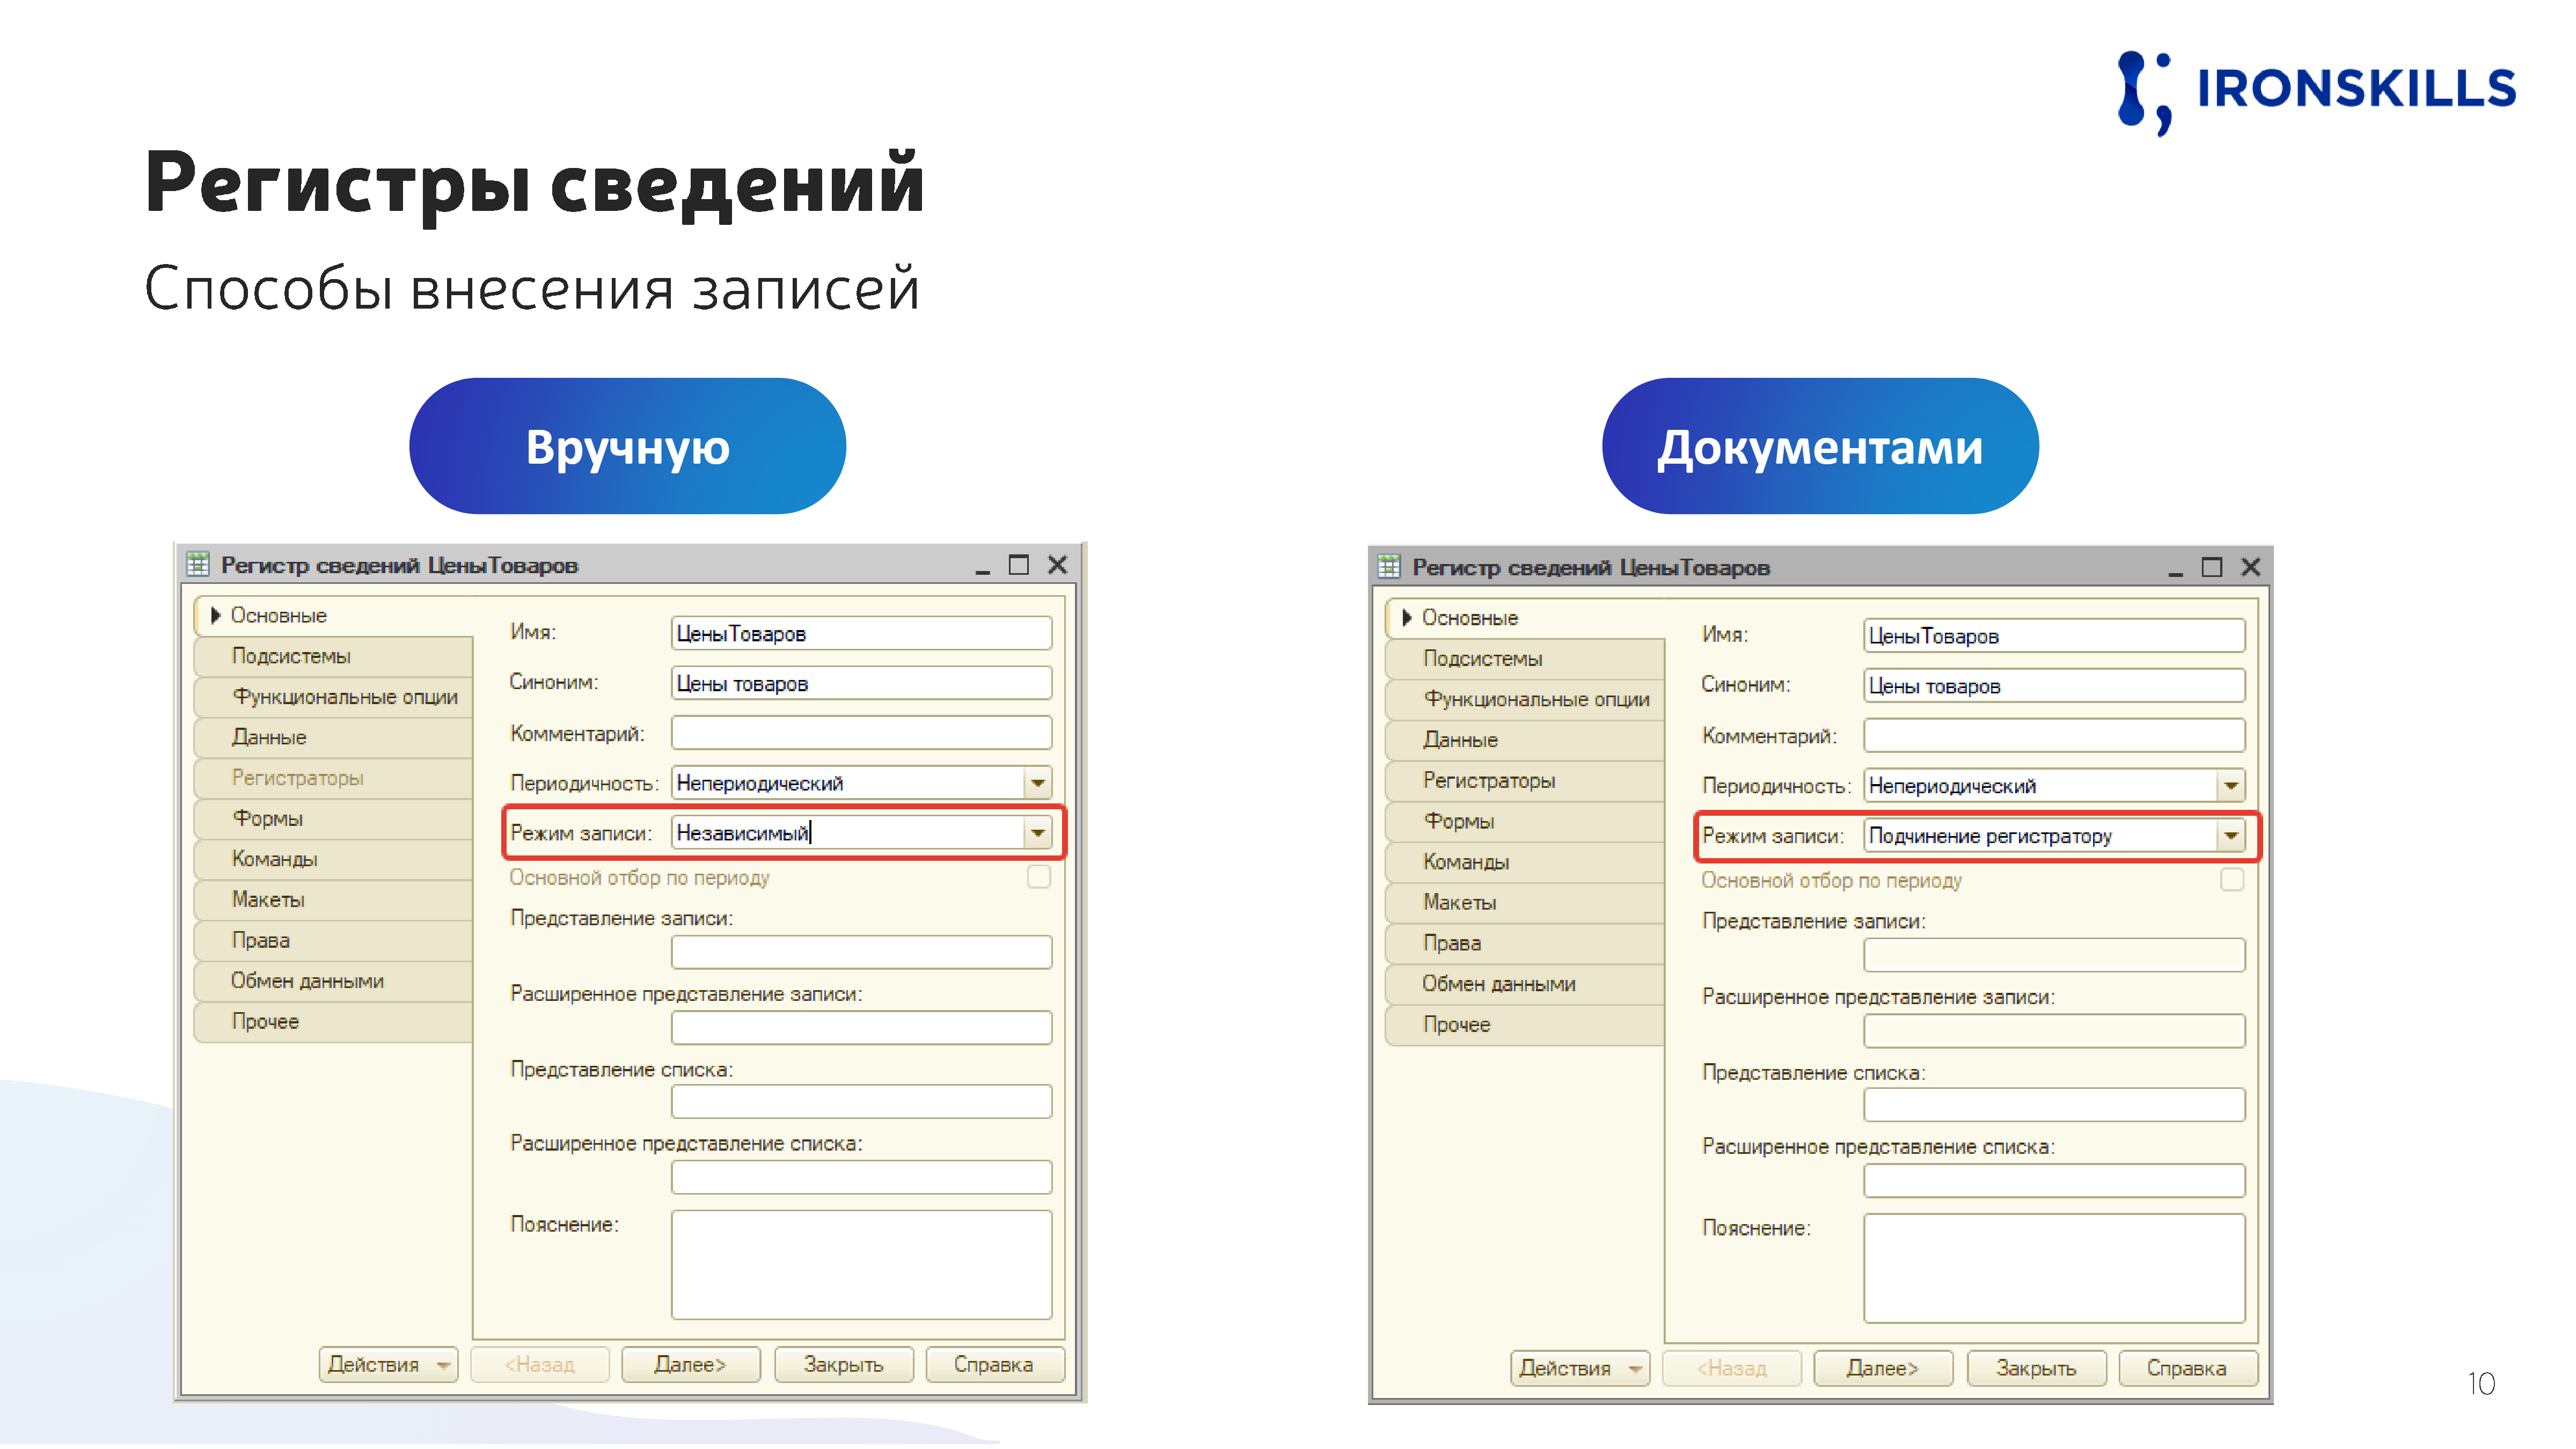 IRONSKILLS
Регистры сведений
Способы внесения записей
Вручную
Регистр сведений ЦеныТоваров
Основные
Подсистемы
Функциональные опции
Данные
Регистраторы
Формы
Команды
Макеты
Права
Обмен данными
Прочее
Имя: ЦеныТоваров
Синоним: Цены товаров
Комментарий:
Периодичность: Непериодический
Режим записи: Независимый
Основной отбор по периоду
Представление записи:
Расширенное представление записи:
Представление списка:
Расширенное представление списка:
Пояснение:
Действия <Назад Далее> Закрыть Справка
Документами
Регистр сведений ЦеныТоваров
Основные
Подсистемы
Функциональные опции
Данные
Регистраторы
Формы
Команды
Макеты
Права
Обмен данными
Прочее
Имя: ЦеныТоваров
Синоним: Цены товаров
Комментарий:
Периодичность: Непериодический
Режим записи: Подчинение регистратору
Основной отбор по периоду
Представление записи:
Расширенное представление записи:
Представление списка:
Расширенное представление списка:
Пояснение:
Действия <Назад Далее> Закрыть Справка
10